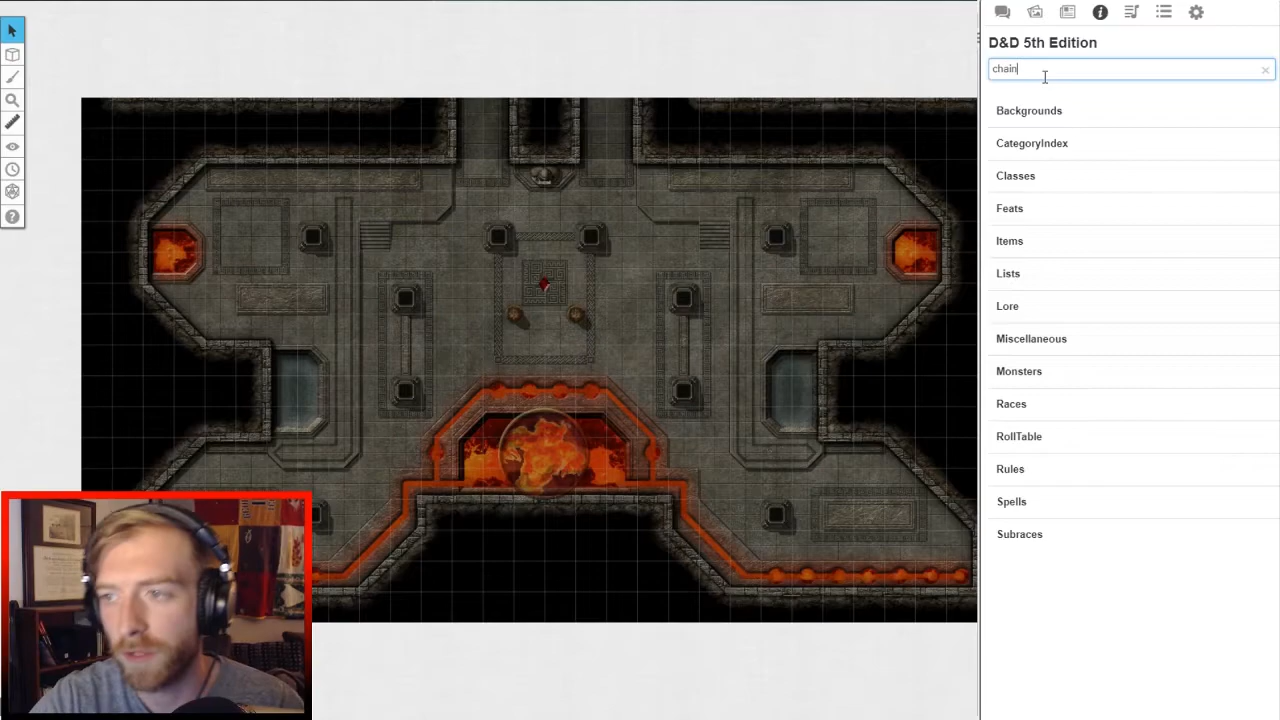 D&D 5th Edition
chain
Backgrounds
CategoryIndex
Classes
Feats
Items
Lists
Lore
Miscellaneous
Monsters
Races
RollTable
Rules
Spells
Subraces